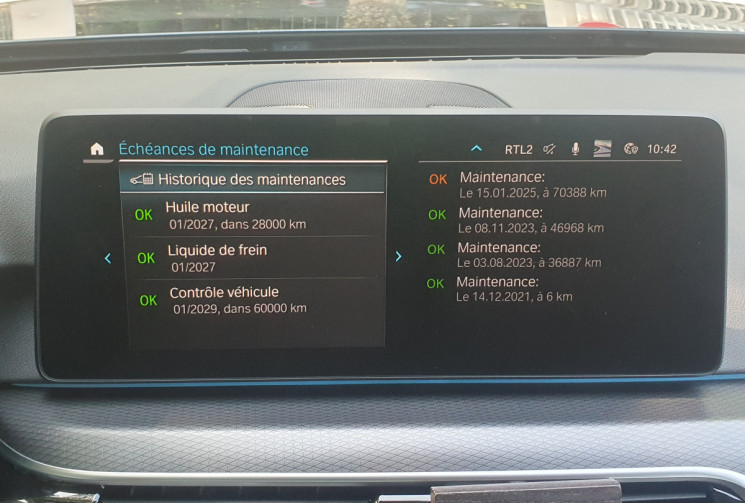 Échéances de maintenance
RTL2 10:42
Historique des maintenances
OK Huile moteur
01/2027, dans 28000 km
OK Liquide de frein
01/2027
OK Contrôle véhicule
01/2029, dans 60000 km
OK Maintenance:
Le 15.01.2025, à 70388 km
OK Maintenance:
Le 08.11.2023, à 46968 km
OK Maintenance:
Le 03.08.2023, à 36887 km
OK Maintenance:
Le 14.12.2021, à 6 km